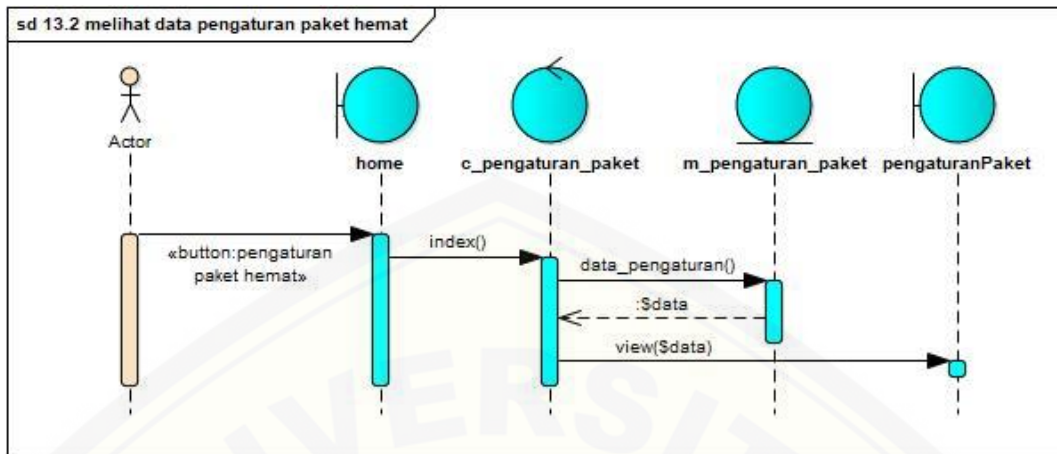 sd 13.2 melihat data pengaturan paket hemat
Actor
home
c_pengaturan_paket
m_pengaturan_paket
pengaturanPaket
«button:pengaturan
paket hemat»
index()
data_pengaturan()
:$data
view($data)